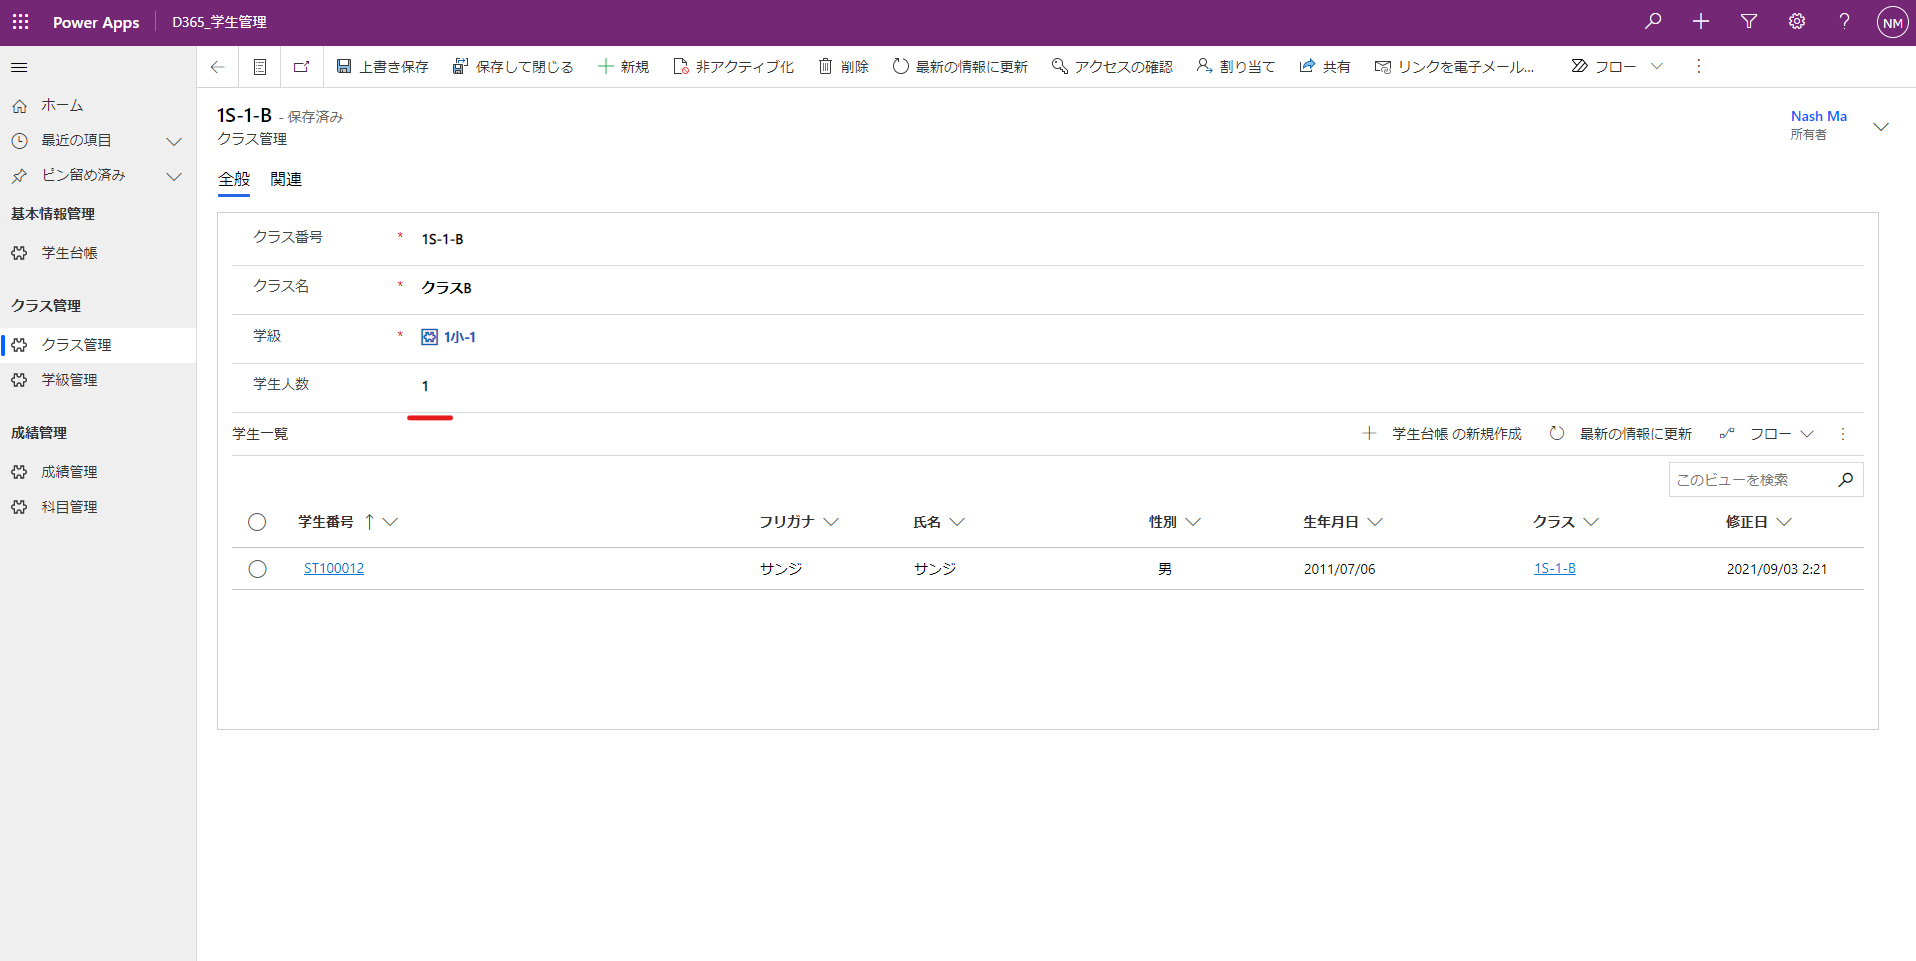 Power Apps D365_学生管理 NM
上書き保存 保存して閉じる 新規 非アクティブ化 削除 最新の情報に更新 アクセスの確認 割り当て 共有 リンクを電子メール... フロー
ホーム
最近の項目
ピン留め済み
基本情報管理
学生台帳
クラス管理
クラス管理
学級管理
成績管理
成績管理
科目管理
1S-1-B - 保存済み
クラス管理
Nash Ma
所有者
全般 関連
クラス番号 * 1S-1-B
クラス名 * クラスB
学級 * 1小-1
学生人数 1
学生一覧 学生台帳 の新規作成 最新の情報に更新 フロー
このビューを検索
学生番号 フリガナ 氏名 性別 生年月日 クラス 修正日
ST100012 サンジ サンジ 男 2011/07/06 1S-1-B 2021/09/03 2:21